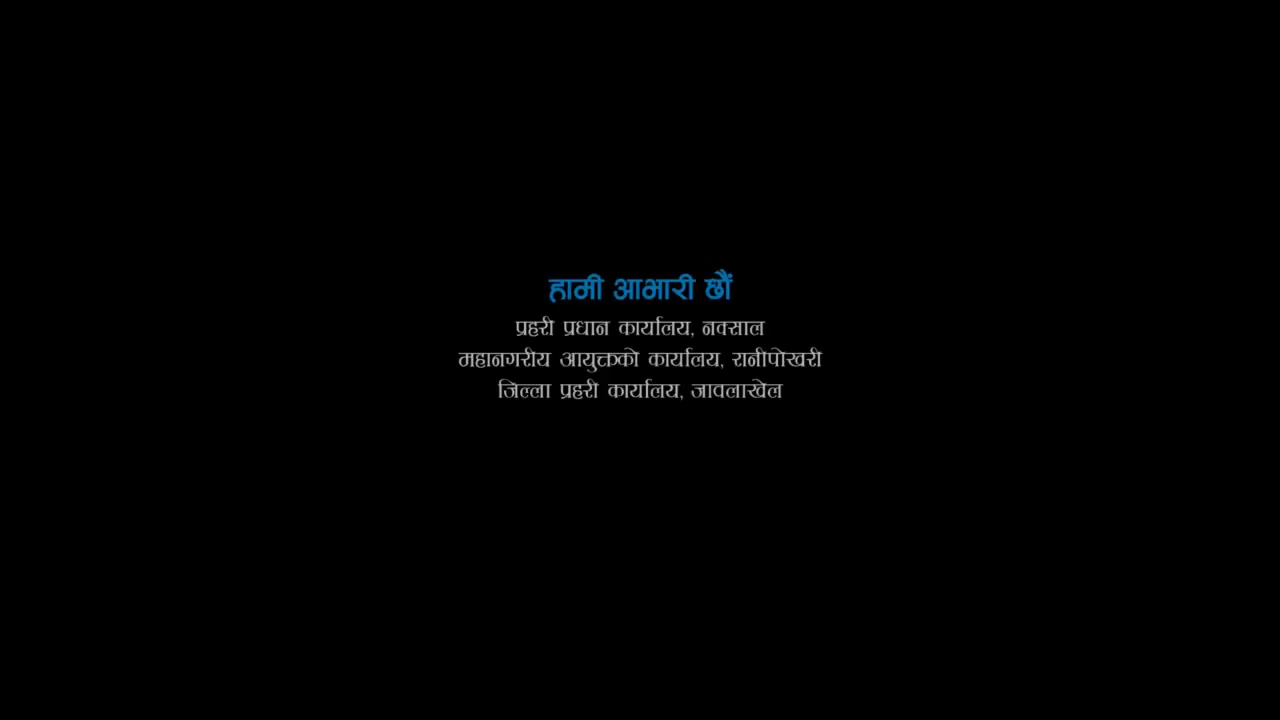 हामी आभारी छौं
प्रहरी प्रधान कार्यालय, नक्साल
महानगरीय आयुक्तको कार्यालय, रानीपोखरी
जिल्ला प्रहरी कार्यालय, जावलाखेल